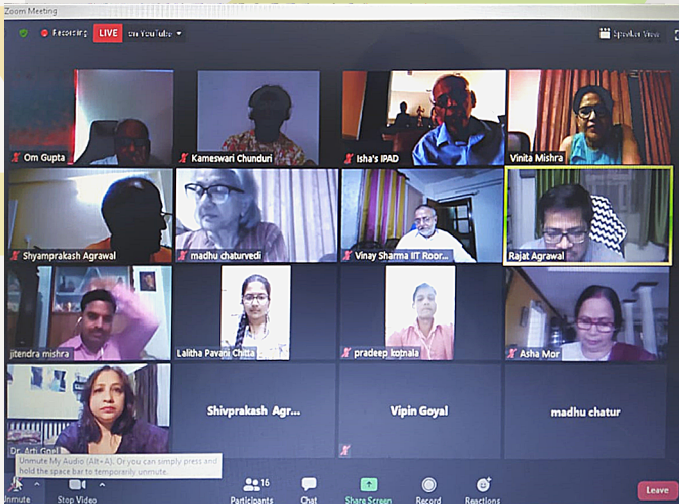 Zoom Meeting
Recording LIVE on YouTube Speaker View
Om Gupta
Kameswari Chunduri
Isha's IPAD
Vinita Mishra
Shyamprakash Agrawal
madhu chaturvedi
Vinay Sharma IIT Roor...
Rajat Agrawal
jitendra mishra
Lalitha Pavani Chitta
pradeep kotnala
Asha Mor
Dr. Arti Goel
Shivprakash Agr...
Vipin Goyal
madhu chatur
Unmute My Audio (Alt+A). Or you can simply press and
hold the space bar to temporarily unmute.
Unmute
Stop Video
16
Participants
Chat
Share Screen
Record
Reactions
Leave